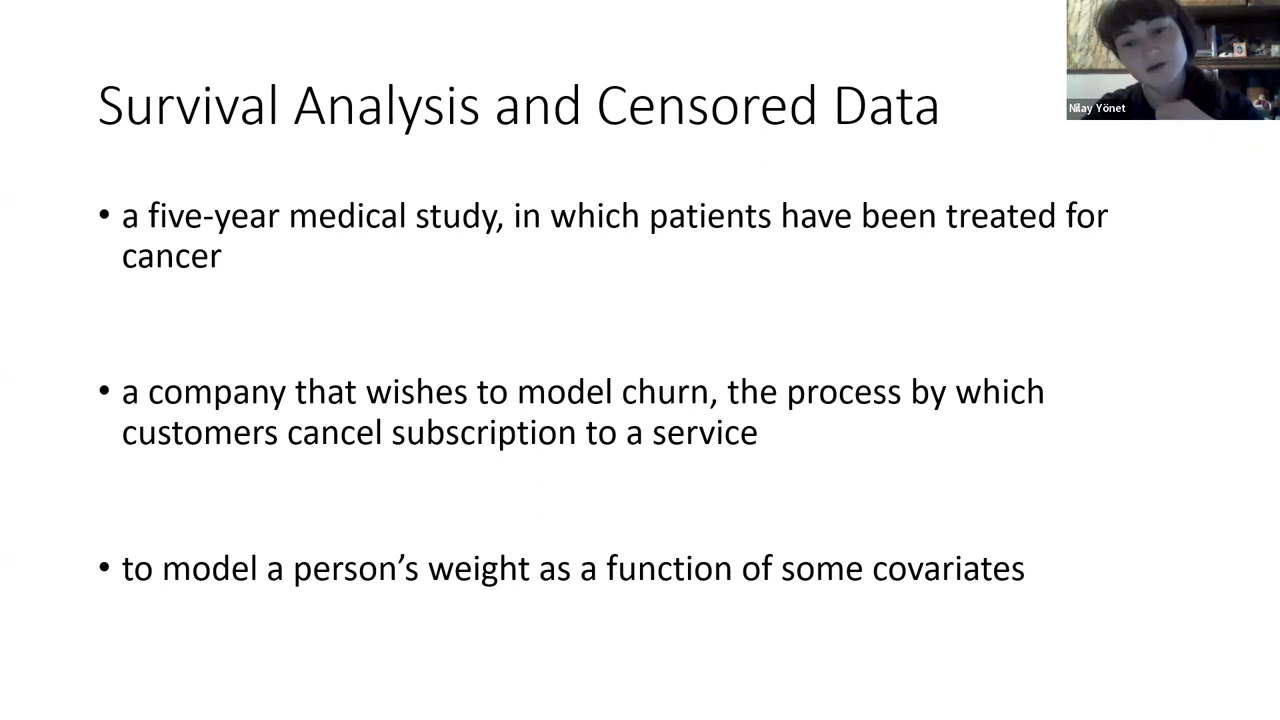 Survival Analysis and Censored Data
Nilay Yönet
• a five-year medical study, in which patients have been treated for
cancer
• a company that wishes to model churn, the process by which
customers cancel subscription to a service
• to model a person’s weight as a function of some covariates